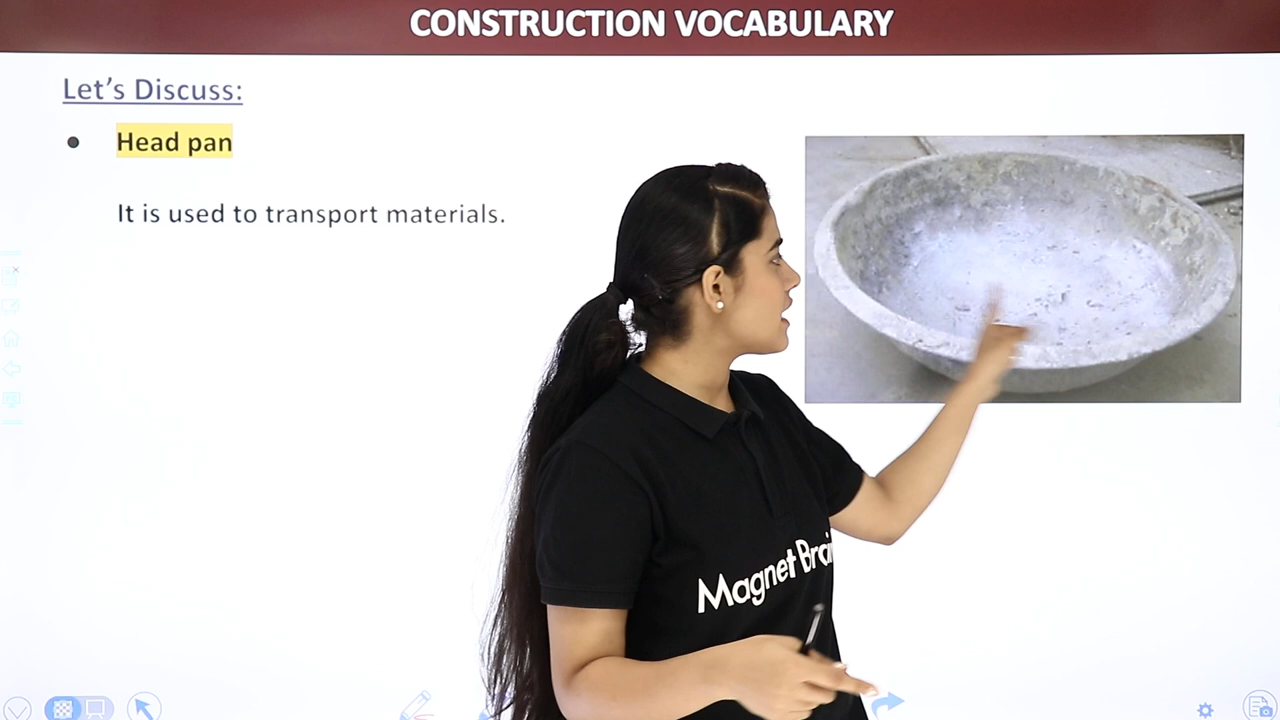 CONSTRUCTION VOCABULARY
Let's Discuss:
● Head pan
It is used to transport materials.
Magnet Brai